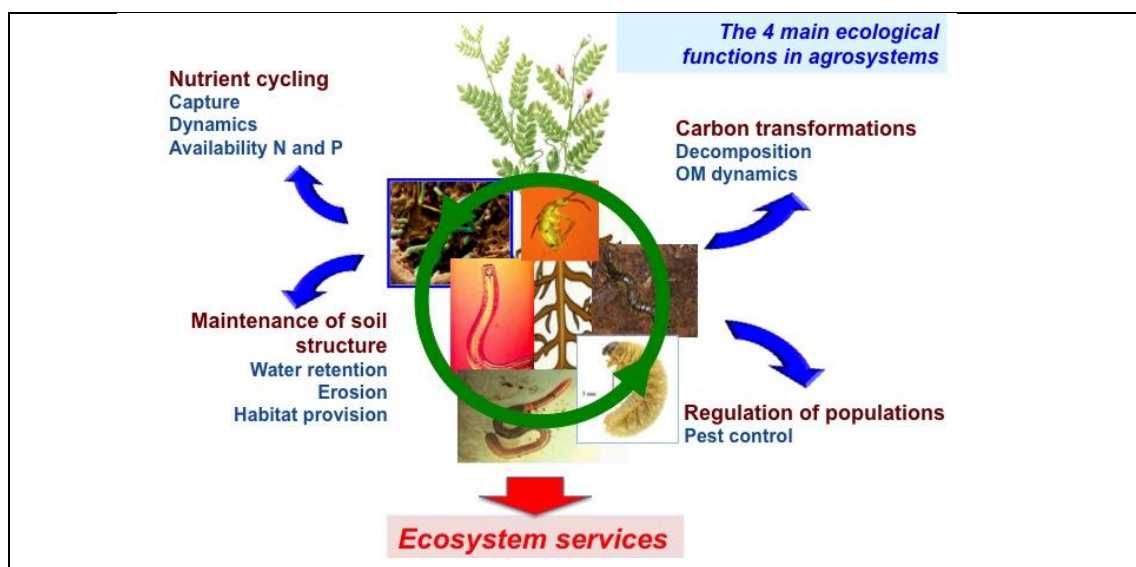 The 4 main ecological
functions in agrosystems
Nutrient cycling
Capture
Dynamics
Availability N and P
Carbon transformations
Decomposition
OM dynamics
Maintenance of soil
structure
Water retention
Erosion
Habitat provision
Regulation of populations
Pest control
Ecosystem services